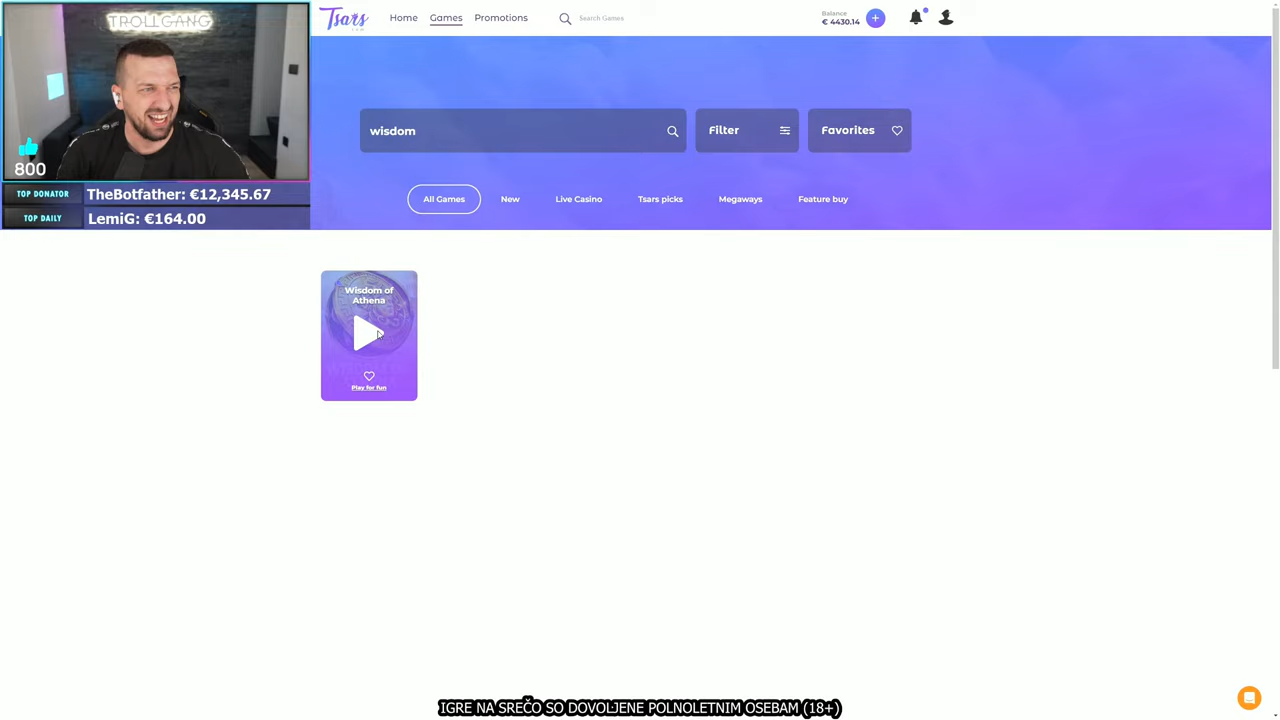 TROLLGANG
800
TOP DONATOR
TheBotfather: €12,345.67
TOP DAILY
LemiG: €164.00
Tsars
.com
Home
Games
Promotions
Search Games
Balance
€ 4430.14
wisdom
Filter
Favorites
All Games
New
Live Casino
Tsars picks
Megaways
Feature buy
Wisdom of
Athena
Play for fun
IGRE NA SREČO SO DOVOLJENE POLNOLETNIM OSEBAM (18+)